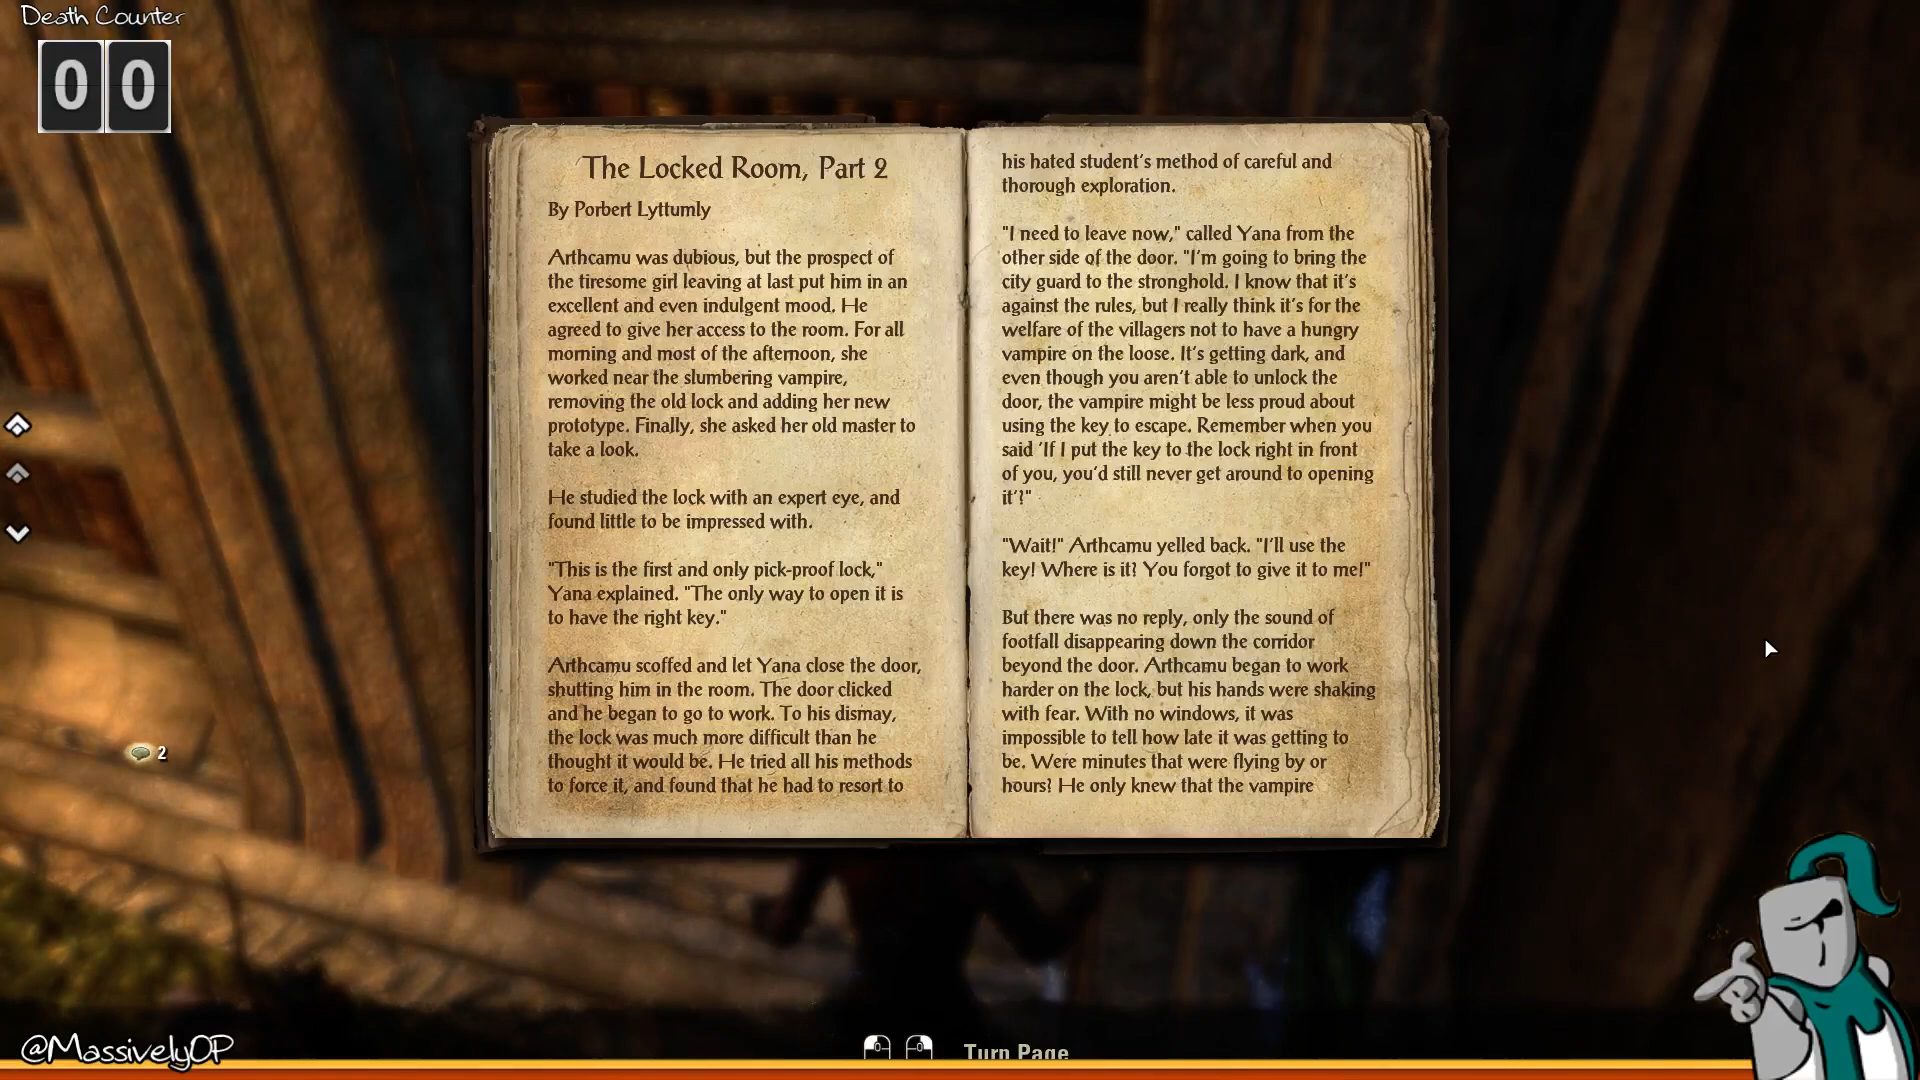 Death Counter
00
The Locked Room, Part 2
By Porbert Lyttumly
Arthcamu was dubious, but the prospect of
the tiresome girl leaving at last put him in an
excellent and even indulgent mood. He
agreed to give her access to the room. For all
morning and most of the afternoon, she
worked near the slumbering vampire,
removing the old lock and adding her new
prototype. Finally, she asked her old master to
take a look.
He studied the lock with an expert eye, and
found little to be impressed with.
"This is the first and only pick-proof lock,"
Yana explained. "The only way to open it is
to have the right key."
Arthcamu scoffed and let Yana close the door,
shutting him in the room. The door clicked
and he began to go to work. To his dismay,
the lock was much more difficult than he
thought it would be. He tried all his methods
to force it, and found that he had to resort to
his hated student's method of careful and
thorough exploration.
"I need to leave now," called Yana from the
other side of the door. "I'm going to bring the
city guard to the stronghold. I know that it's
against the rules, but I really think it's for the
welfare of the villagers not to have a hungry
vampire on the loose. It's getting dark, and
even though you aren't able to unlock the
door, the vampire might be less proud about
using the key to escape. Remember when you
said 'If I put the key to the lock right in front
of you, you'd still never get around to opening
it'?"
"Wait!" Arthcamu yelled back. "I'll use the
key! Where is it? You forgot to give it to me!"
But there was no reply, only the sound of
footfall disappearing down the corridor
beyond the door. Arthcamu began to work
harder on the lock, but his hands were shaking
with fear. With no windows, it was
impossible to tell how late it was getting to
be. Were minutes that were flying by or
hours? He only knew that the vampire
2
@MassivelyOP
Turn Page